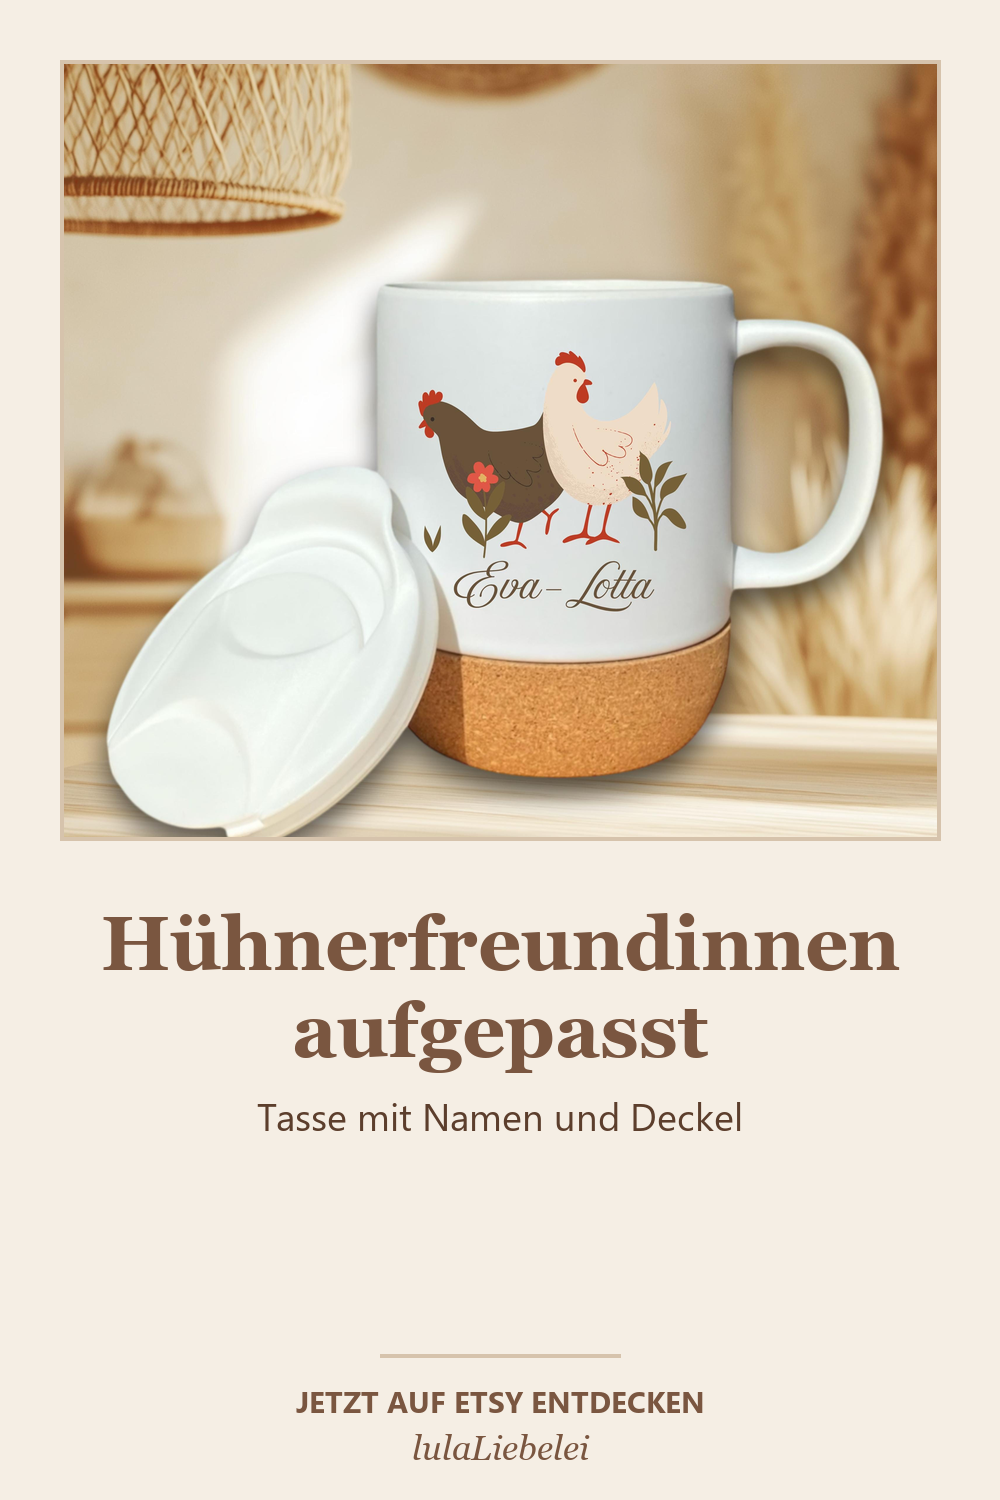 Eva – Lotta
Hühnerfreundinnen
aufgepasst
Tasse mit Namen und Deckel
JETZT AUF ETSY ENTDECKEN
lulaLiebelei